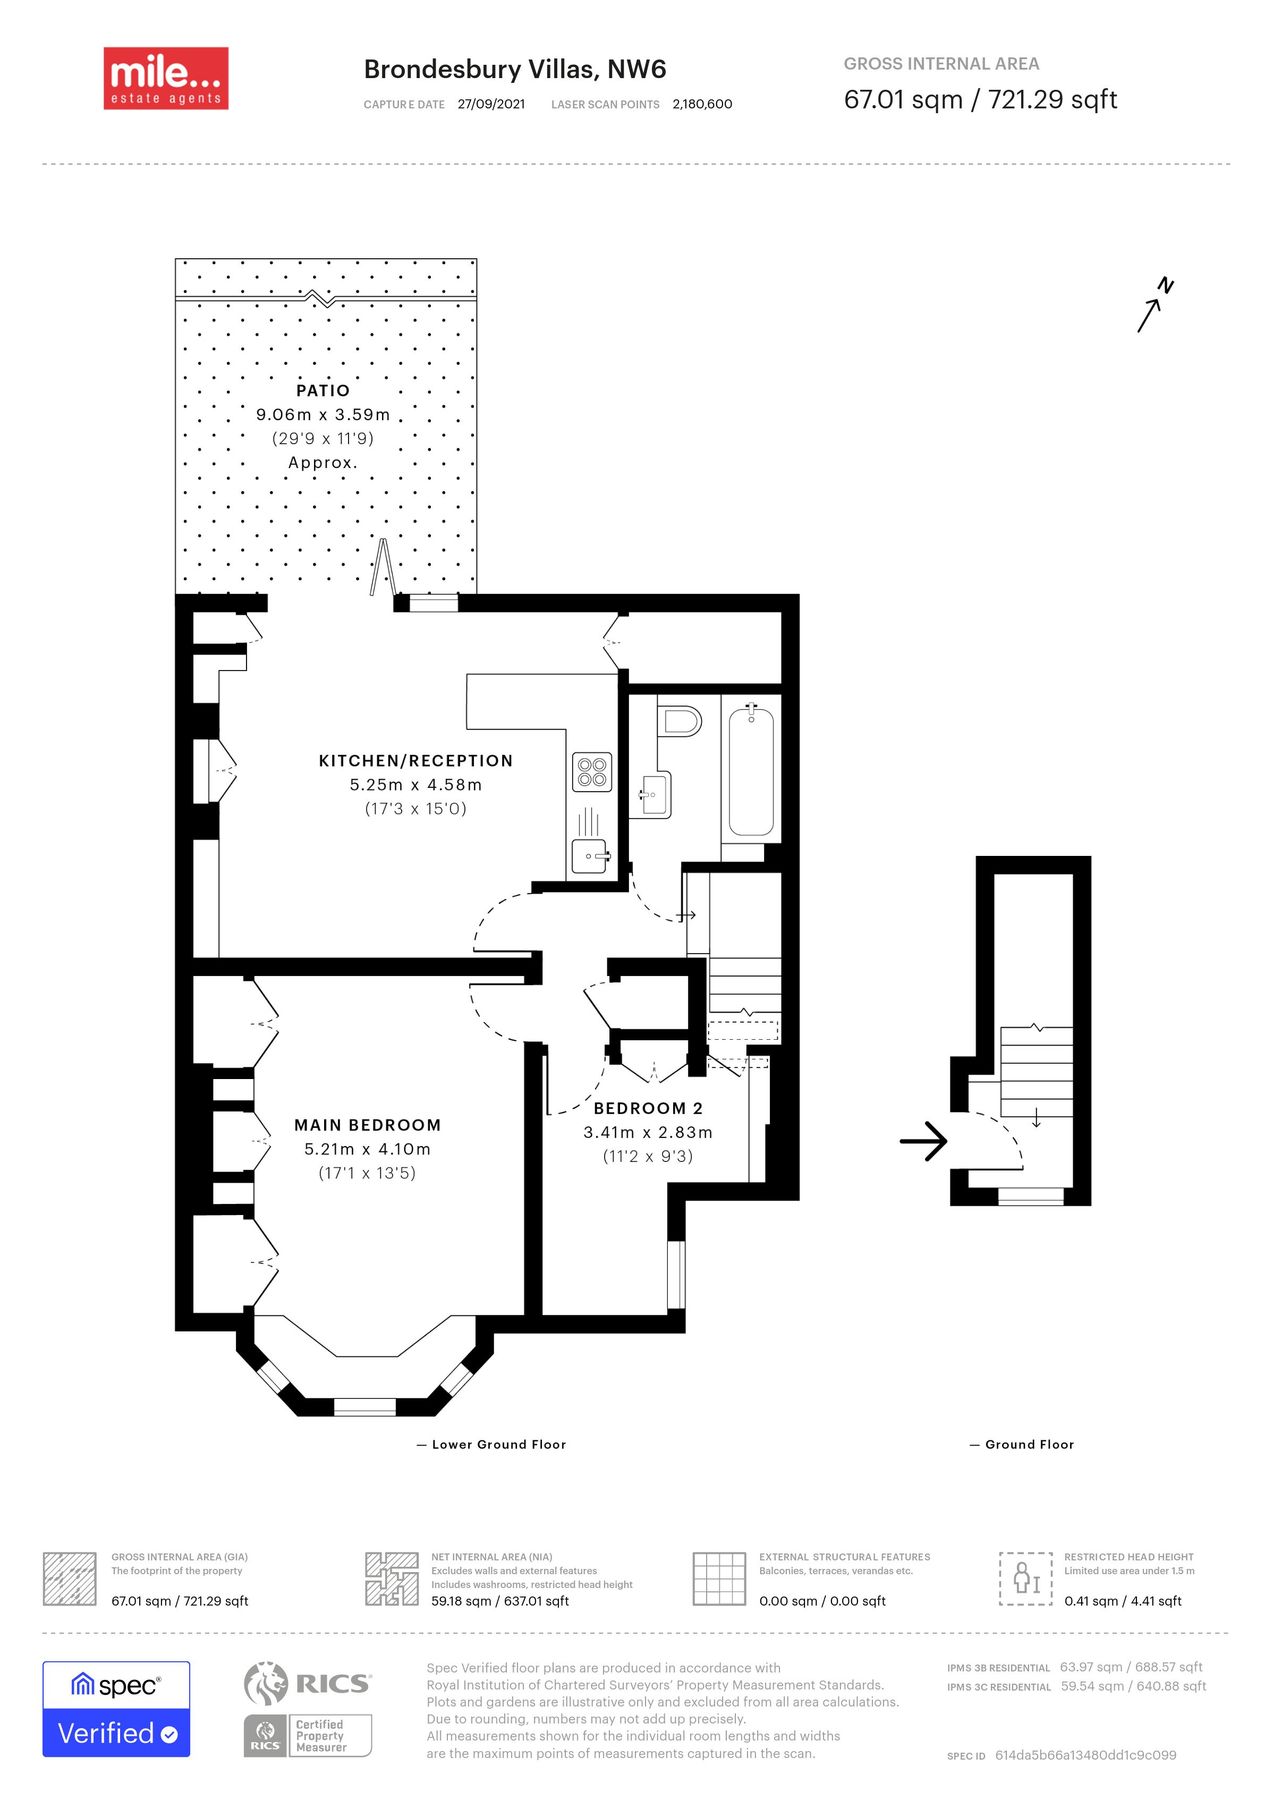 mile...
estate agents
Brondesbury Villas, NW6
CAPTURE DATE 27/09/2021 LASER SCAN POINTS 2,180,600
GROSS INTERNAL AREA
67.01 sqm / 721.29 sqft
N
PATIO
9.06m x 3.59m
(29'9 x 11'9)
Approx.
KITCHEN/RECEPTION
5.25m x 4.58m
(17'3 x 15'0)
MAIN BEDROOM
5.21m x 4.10m
(17'1 x 13'5)
BEDROOM 2
3.41m x 2.83m
(11'2 x 9'3)
— Lower Ground Floor
— Ground Floor
GROSS INTERNAL AREA (GIA)
The footprint of the property
67.01 sqm / 721.29 sqft
NET INTERNAL AREA (NIA)
Excludes walls and external features
Includes washrooms, restricted head height
59.18 sqm / 637.01 sqft
EXTERNAL STRUCTURAL FEATURES
Balconies, terraces, verandas etc.
0.00 sqm / 0.00 sqft
RESTRICTED HEAD HEIGHT
Limited use area under 1.5 m
0.41 sqm / 4.41 sqft
spec®
Verified
RICS®
RICS
Certified
Property
Measurer
Spec Verified floor plans are produced in accordance with
Royal Institution of Chartered Surveyors' Property Measurement Standards.
Plots and gardens are illustrative only and excluded from all area calculations.
Due to rounding, numbers may not add up precisely.
All measurements shown for the individual room lengths and widths
are the maximum points of measurements captured in the scan.
IPMS 3B RESIDENTIAL 63.97 sqm / 688.57 sqft
IPMS 3C RESIDENTIAL 59.54 sqm / 640.88 sqft
SPEC ID 614da5b66a13480dd1c9c099